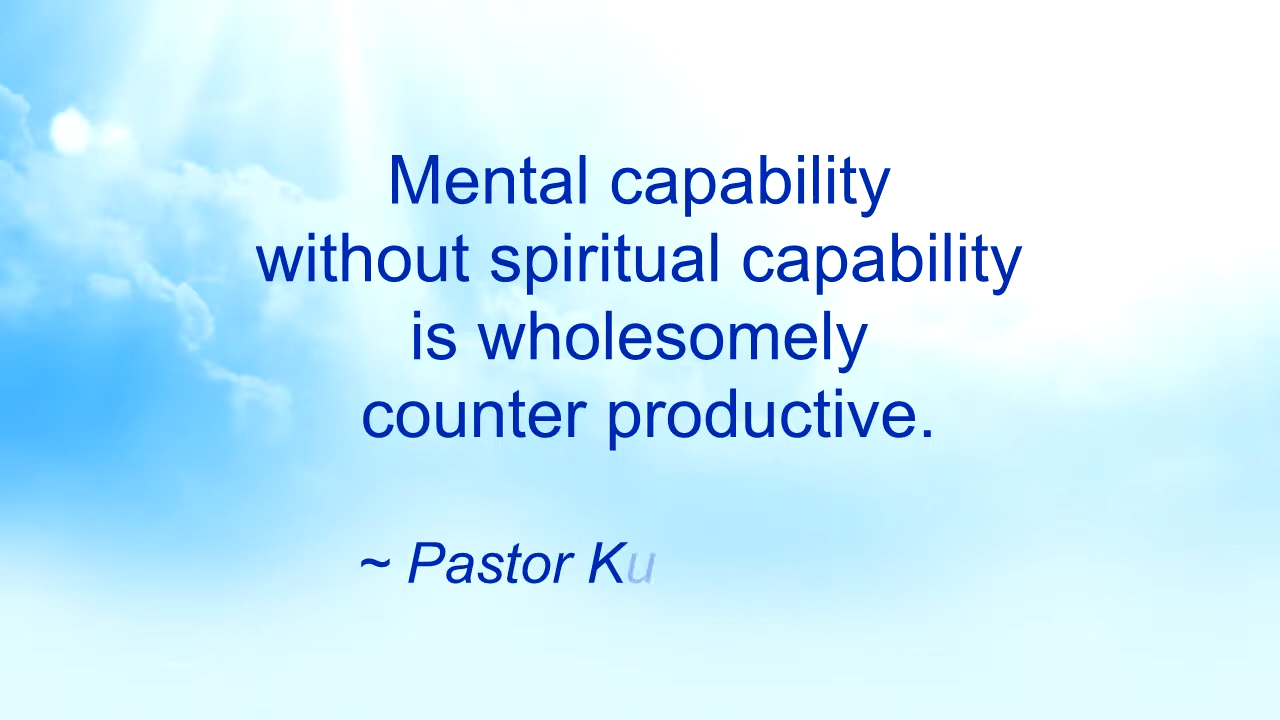 Mental capability
without spiritual capability
is wholesomely
counter productive.
~ Pastor Ku